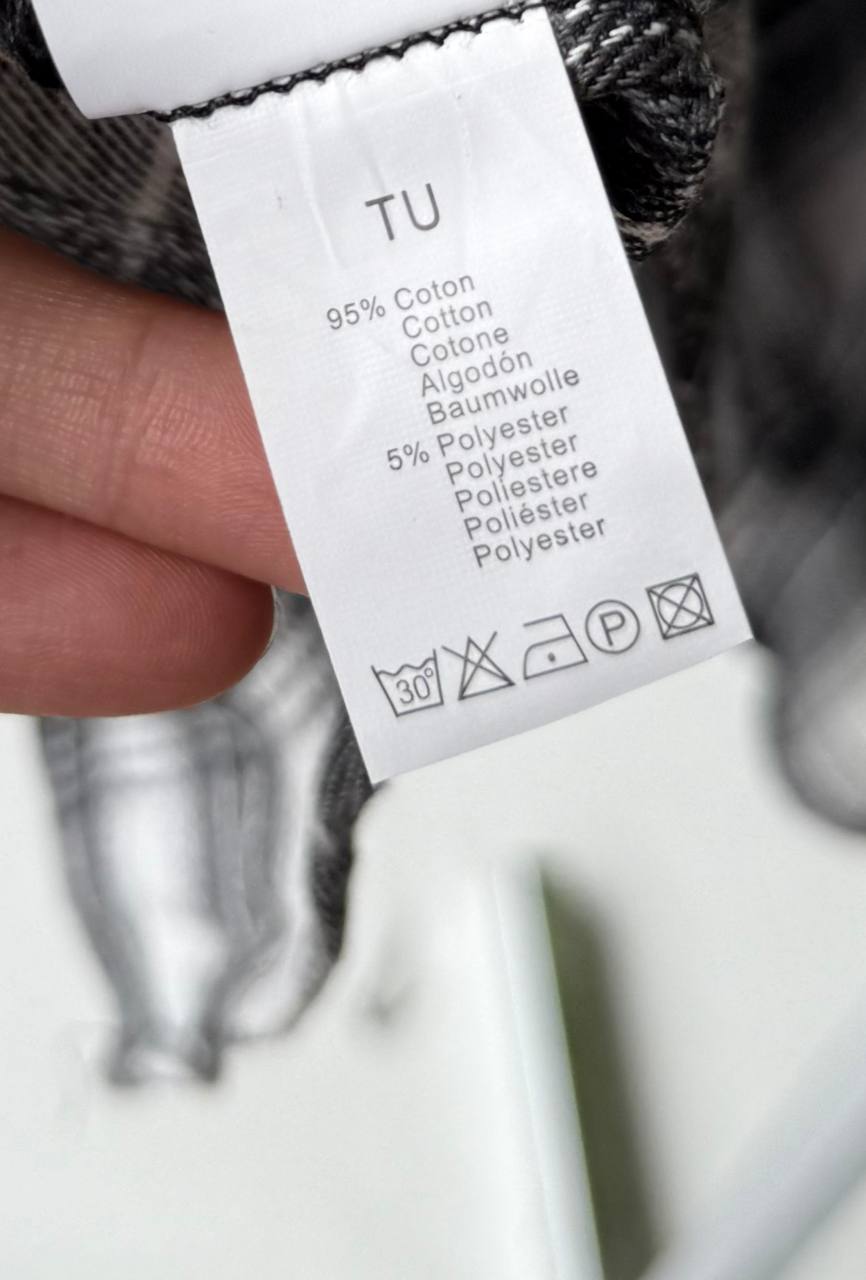 TU
95% Coton
Cotton
Cotone
Algodón
Baumwolle
5% Polyester
Polyester
Poliestere
Poliéster
Polyester
30° P